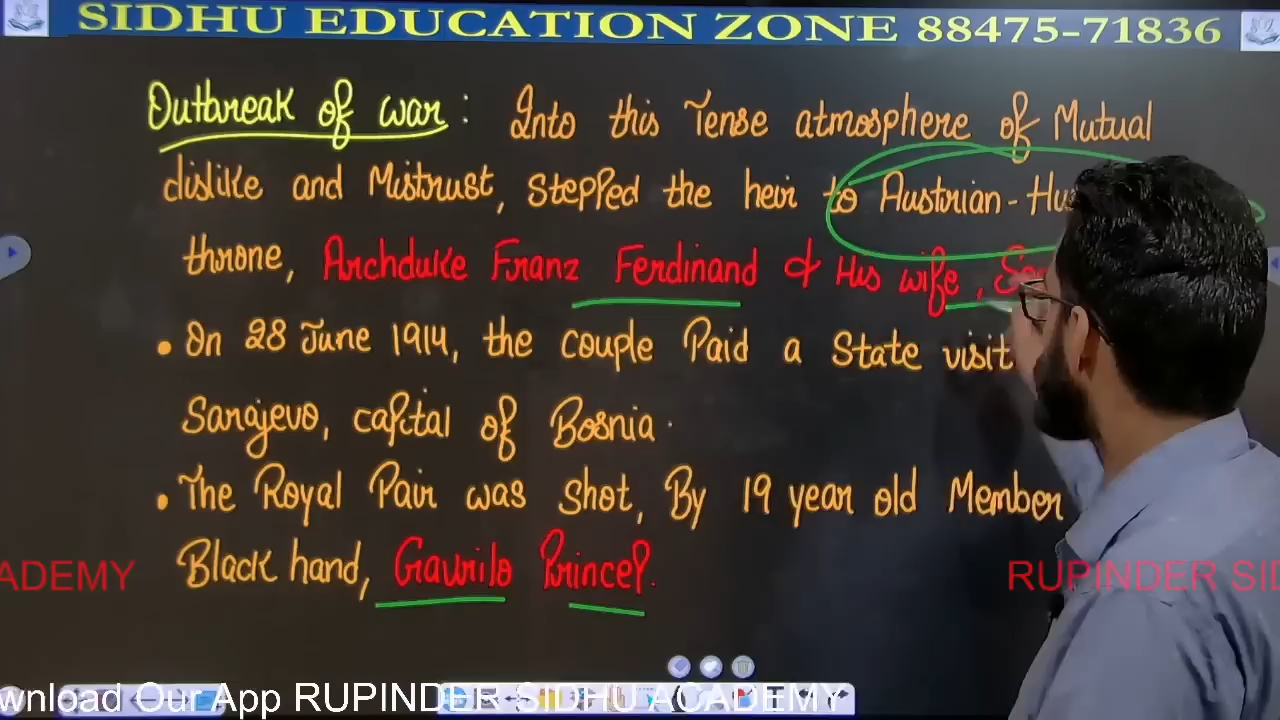 SIDHU EDUCATION ZONE 88475-71836
Outbreak of war : Into this Tense atmosphere of Mutual
dislike and Mistrust, stepped the heir to Austrian-Hu
throne, Archduke Franz Ferdinand & His wife, So
• On 28 June 1914, the couple Paid a State visit
Sarajevo, capital of Bosnia.
• The Royal Pair was shot, By 19 year old Member
Black hand, Gavrilo Princep.
ADEMY RUPINDER SID
wnload Our App RUPINDER SIDHU ACADEMY